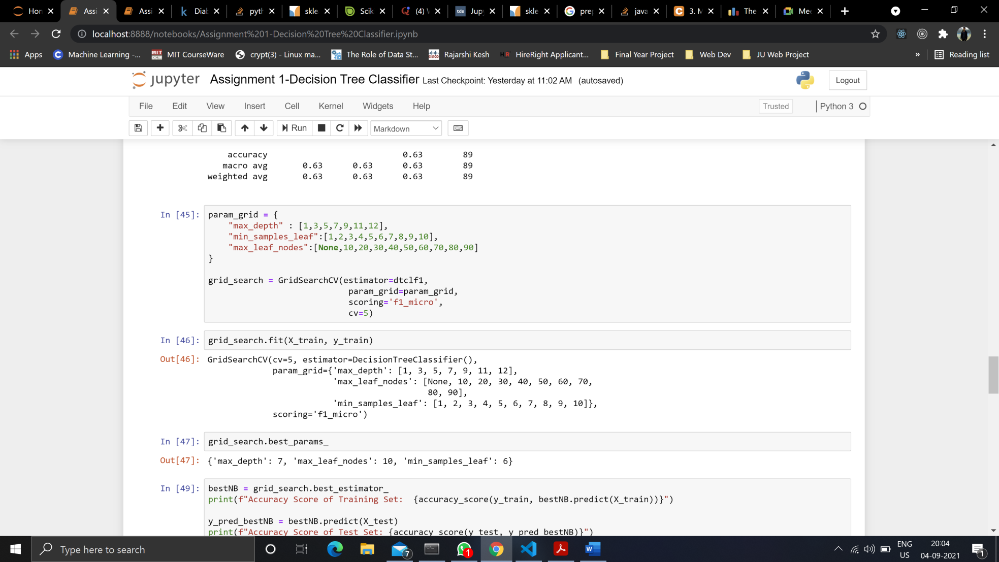 Hon
Assi
Assi
Dial
pyth
skle
Scik
(4) V
Jupy
skle
prep
java
3. M
The
Mee
localhost:8888/notebooks/Assignment%201-Decision%20Tree%20Classifier.ipynb
Apps
Machine Learning -...
MIT CourseWare
crypt(3) - Linux ma...
The Role of Data St...
Rajarshi Kesh
HireRight Applicant...
Final Year Project
Web Dev
JU Web Project
»
Reading list
jupyter Assignment 1-Decision Tree Classifier Last Checkpoint: Yesterday at 11:02 AM (autosaved)
Logout
File Edit View Insert Cell Kernel Widgets Help
Trusted
Python 3
Run
Markdown
accuracy 0.63 89
macro avg 0.63 0.63 0.63 89
weighted avg 0.63 0.63 0.63 89
In [45]: param_grid = {
"max_depth" : [1,3,5,7,9,11,12],
"min_samples_leaf":[1,2,3,4,5,6,7,8,9,10],
"max_leaf_nodes":[None,10,20,30,40,50,60,70,80,90]
}
grid_search = GridSearchCV(estimator=dtclf1,
param_grid=param_grid,
scoring='f1_micro',
cv=5)
In [46]: grid_search.fit(X_train, y_train)
Out[46]: GridSearchCV(cv=5, estimator=DecisionTreeClassifier(),
param_grid={'max_depth': [1, 3, 5, 7, 9, 11, 12],
'max_leaf_nodes': [None, 10, 20, 30, 40, 50, 60, 70,
80, 90],
'min_samples_leaf': [1, 2, 3, 4, 5, 6, 7, 8, 9, 10]},
scoring='f1_micro')
In [47]: grid_search.best_params_
Out[47]: {'max_depth': 7, 'max_leaf_nodes': 10, 'min_samples_leaf': 6}
In [49]: bestNB = grid_search.best_estimator_
print(f"Accuracy Score of Training Set:  {accuracy_score(y_train, bestNB.predict(X_train))}")
y_pred_bestNB = bestNB.predict(X_test)
print(f"Accuracy Score of Test Set: {accuracy_score(y_test, y_pred_bestNB)}")
Type here to search
7
1
ENG
US
20:04
04-09-2021
1